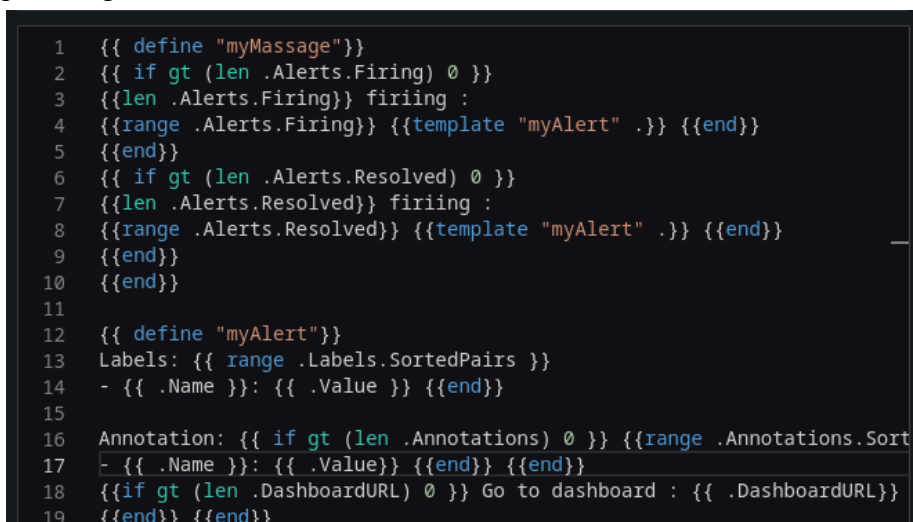 1 {{ define "myMassage"}}
2 {{ if gt (len .Alerts.Firing) 0 }}
3 {{len .Alerts.Firing}} firiing :
4 {{range .Alerts.Firing}} {{template "myAlert" .}} {{end}}
5 {{end}}
6 {{ if gt (len .Alerts.Resolved) 0 }}
7 {{len .Alerts.Resolved}} firiing :
8 {{range .Alerts.Resolved}} {{template "myAlert" .}} {{end}}
9 {{end}}
10 {{end}}
11
12 {{ define "myAlert"}}
13 Labels: {{ range .Labels.SortedPairs }}
14 - {{ .Name }}: {{ .Value }} {{end}}
15
16 Annotation: {{ if gt (len .Annotations) 0 }} {{range .Annotations.Sort
17 - {{ .Name }}: {{ .Value}} {{end}} {{end}}
18 {{if gt (len .DashboardURL) 0 }} Go to dashboard : {{ .DashboardURL}}
19 {{end}} {{end}}